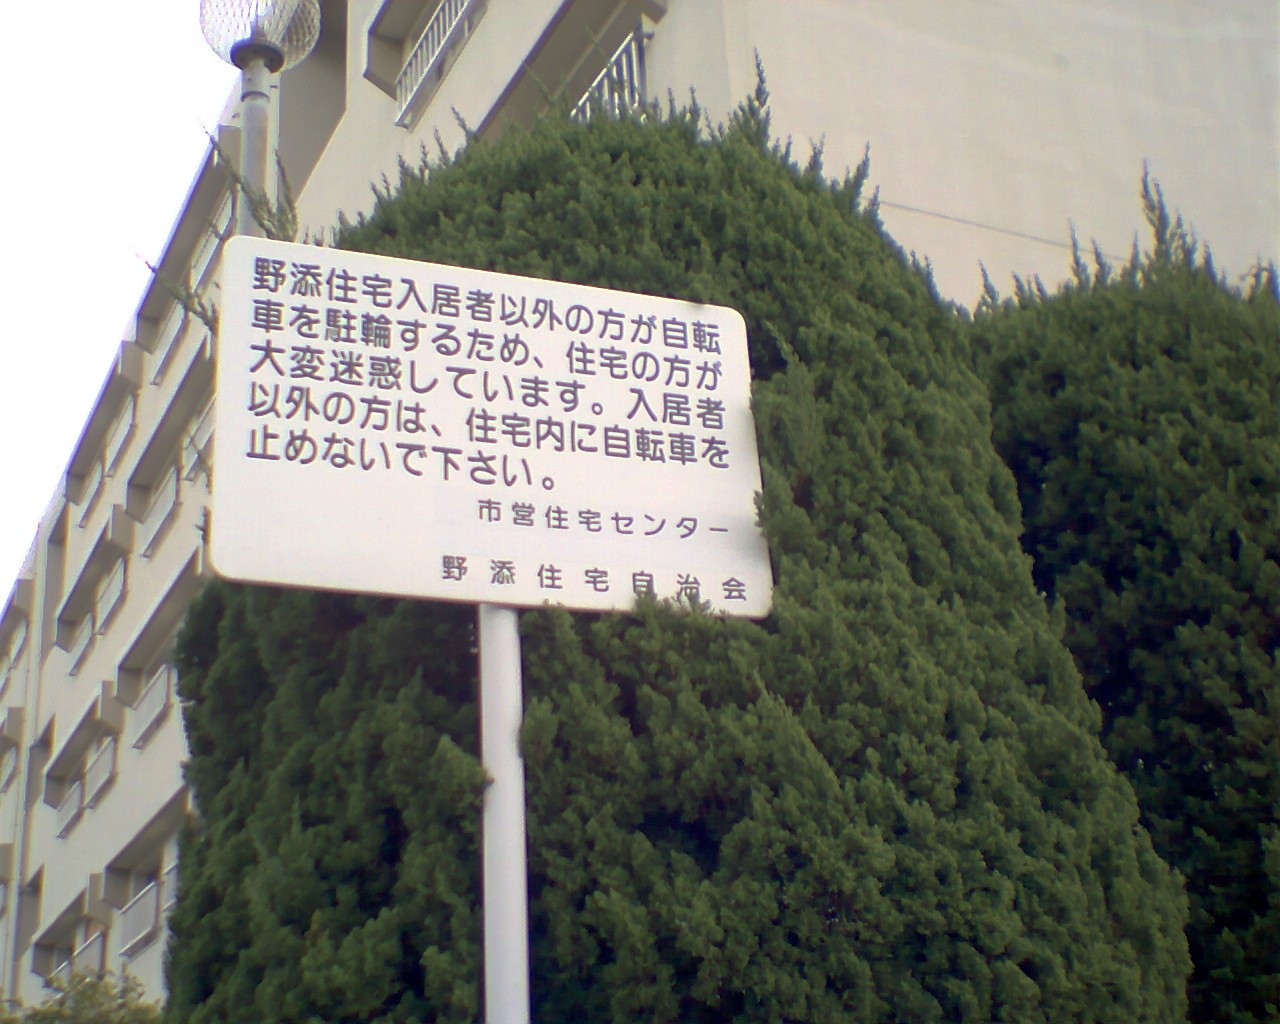 野添住宅入居者以外の方が自転
車を駐輪するため、住宅の方が
大変迷惑しています。入居者
以外の方は、住宅内に自転車を
止めないで下さい。
市営住宅センター
野添住宅自治会